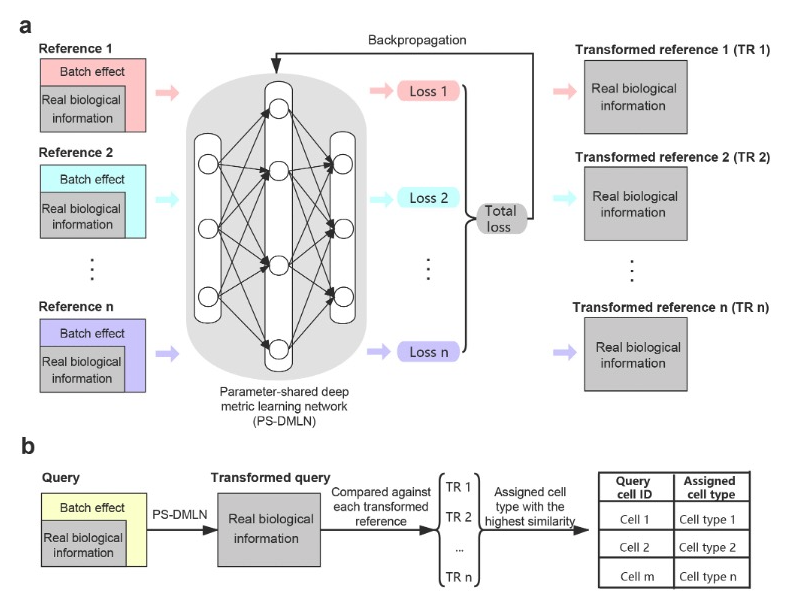 a
Backpropagation
Reference 1
Batch effect
Real biological
information
Loss 1
Transformed reference 1 (TR 1)
Real biological
information
Reference 2
Batch effect
Real biological
information
Loss 2
Total
loss
Transformed reference 2 (TR 2)
Real biological
information
Reference n
Batch effect
Real biological
information
Loss n
Transformed reference n (TR n)
Real biological
information
Parameter-shared deep
metric learning network
(PS-DMLN)
b
Query
Batch effect
Real biological
information
PS-DMLN
Transformed query
Real biological
information
Compared against
each transformed
reference
TR 1
TR 2
...
TR n
Assigned cell
type with the
highest similarity
Query
cell ID
Assigned
cell type
Cell 1
Cell type 1
Cell 2
Cell type 2
Cell m
Cell type n